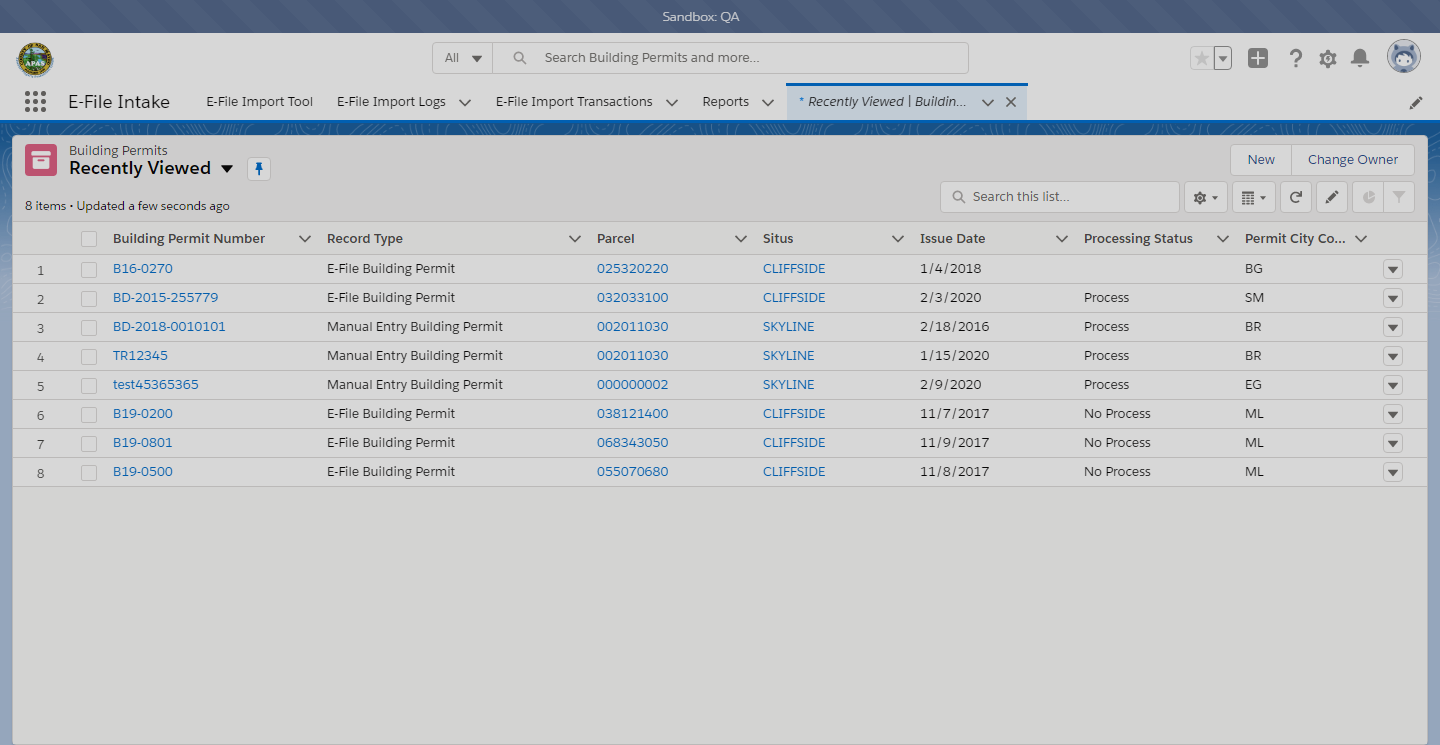 Sandbox: QA
All
Search Building Permits and more...
E-File Intake
E-File Import Tool
E-File Import Logs
E-File Import Transactions
Reports
* Recently Viewed | Buildin...
Building Permits
Recently Viewed
New
Change Owner
8 items • Updated a few seconds ago
Search this list...
Building Permit Number Record Type Parcel Situs Issue Date Processing Status Permit City Co...
1 B16-0270 E-File Building Permit 025320220 CLIFFSIDE 1/4/2018 BG
2 BD-2015-255779 E-File Building Permit 032033100 CLIFFSIDE 2/3/2020 Process SM
3 BD-2018-0010101 Manual Entry Building Permit 002011030 SKYLINE 2/18/2016 Process BR
4 TR12345 Manual Entry Building Permit 002011030 SKYLINE 1/15/2020 Process BR
5 test45365365 Manual Entry Building Permit 000000002 SKYLINE 2/9/2020 Process EG
6 B19-0200 E-File Building Permit 038121400 CLIFFSIDE 11/7/2017 No Process ML
7 B19-0801 E-File Building Permit 068343050 CLIFFSIDE 11/9/2017 No Process ML
8 B19-0500 E-File Building Permit 055070680 CLIFFSIDE 11/8/2017 No Process ML